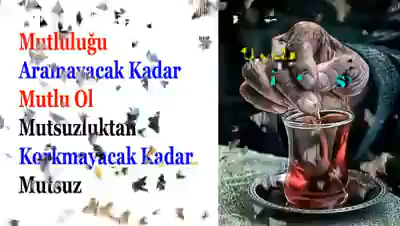 Mutluluğu
Aramayacak Kadar
Mutlu Ol
Mutsuzluktan
Korkmayacak Kadar
Mutsuz